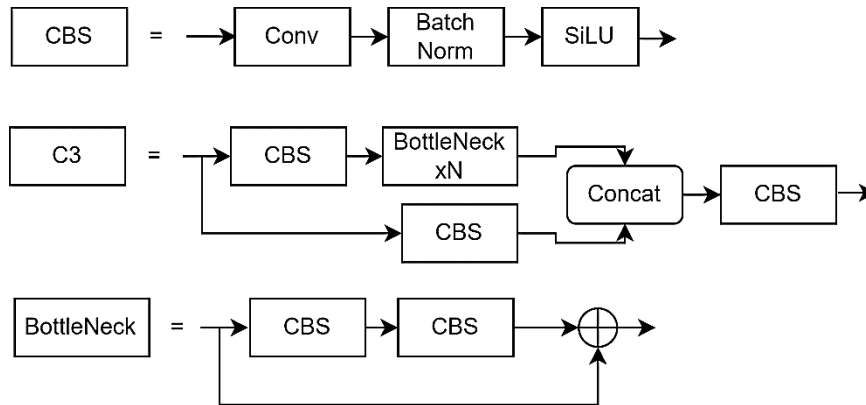 CBS = Conv Batch Norm SiLU
C3 = CBS BottleNeck xN Concat CBS
CBS
BottleNeck = CBS CBS